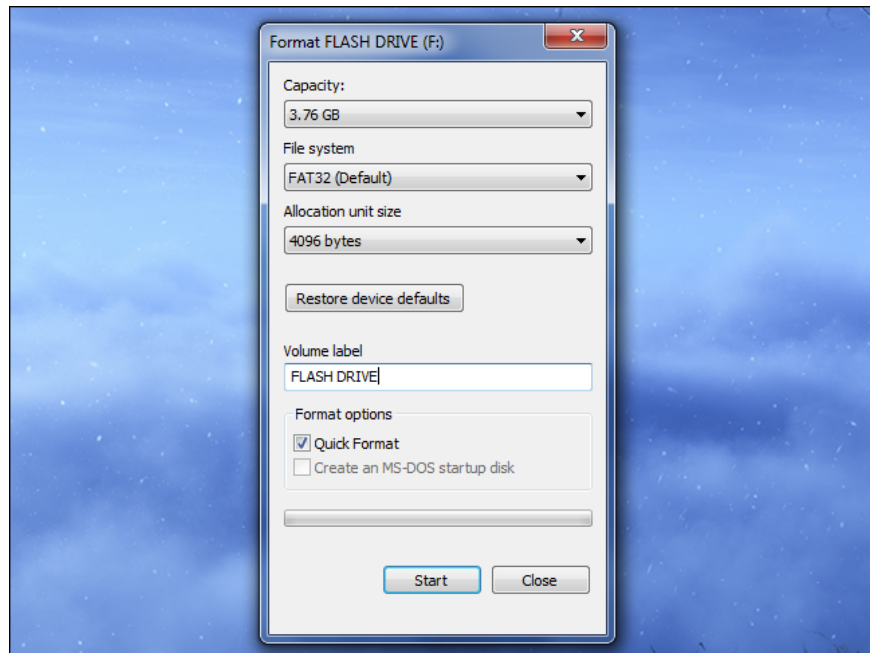 Format FLASH DRIVE (F:)
Capacity:
3.76 GB
File system
FAT32 (Default)
Allocation unit size
4096 bytes
Restore device defaults
Volume label
FLASH DRIVE
Format options
Quick Format
Create an MS-DOS startup disk
Start Close